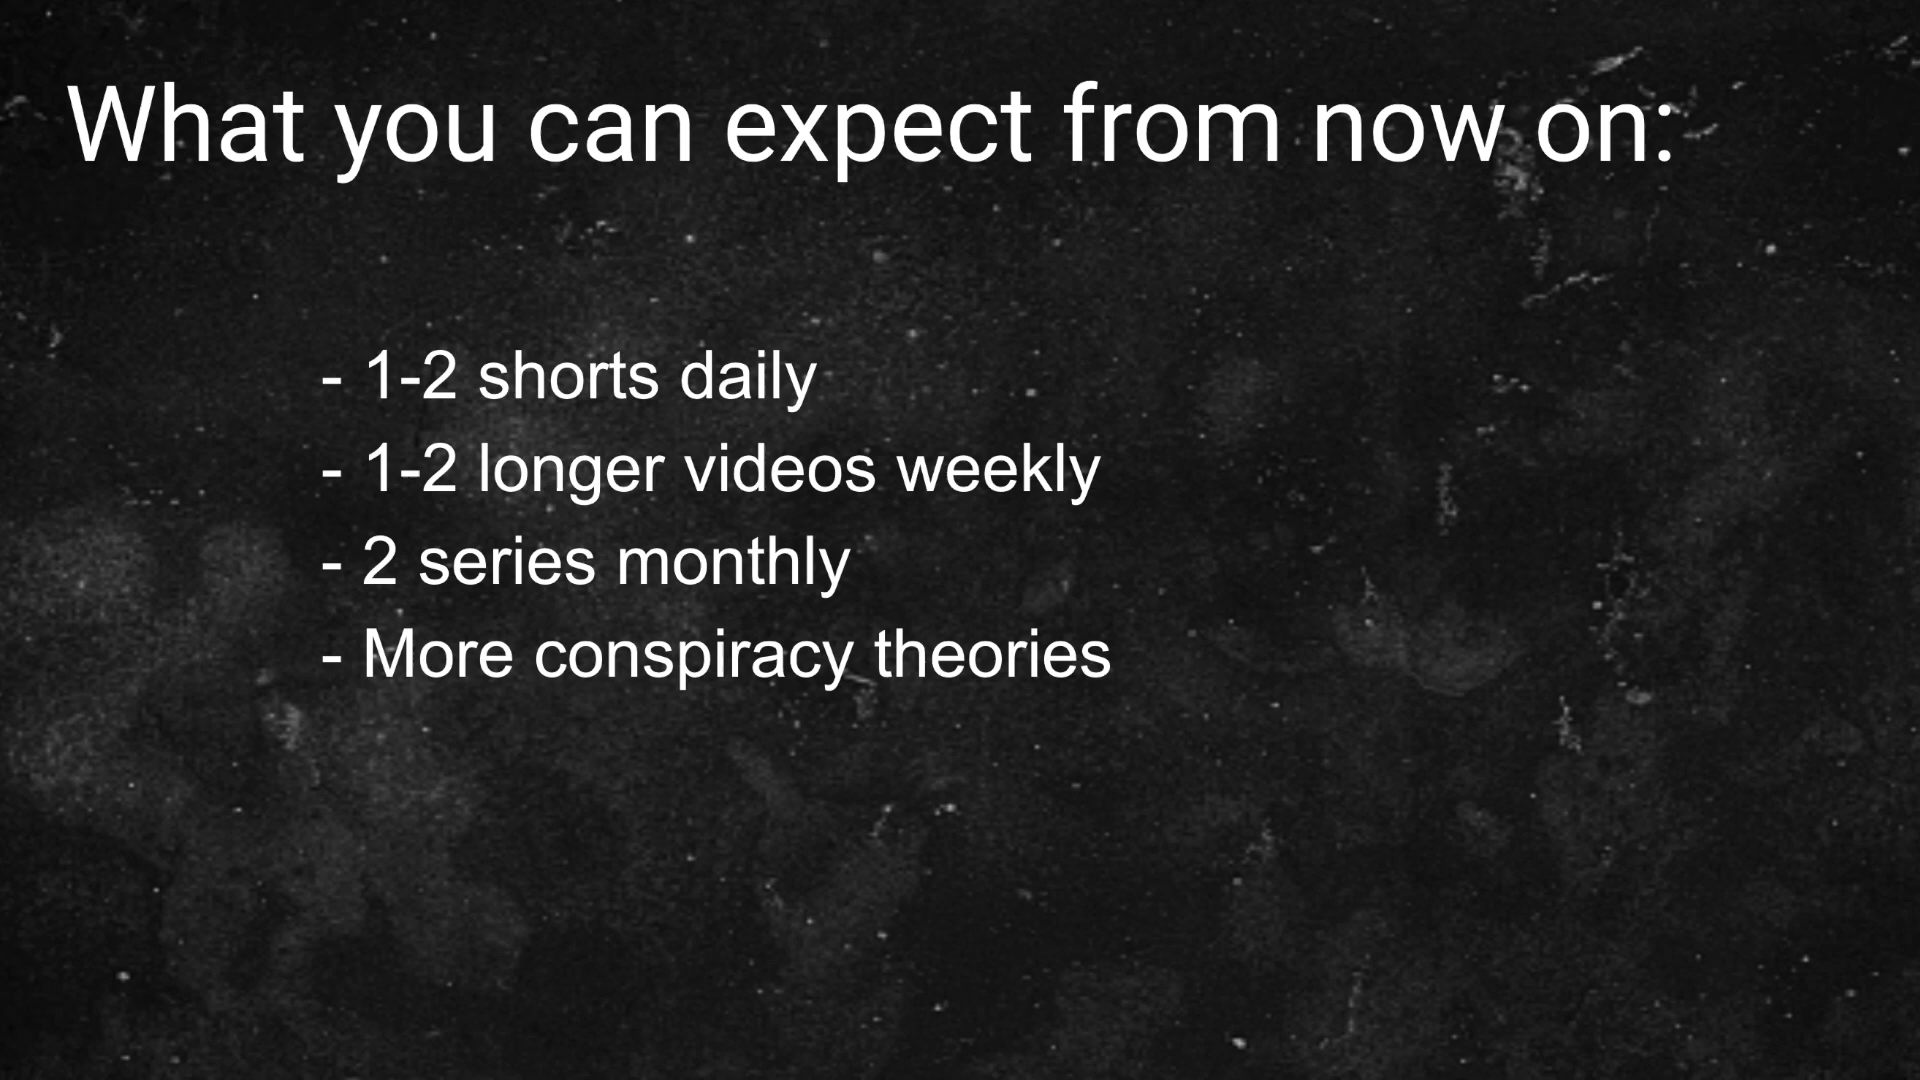 What you can expect from now on:
- 1-2 shorts daily
- 1-2 longer videos weekly
- 2 series monthly
- More conspiracy theories